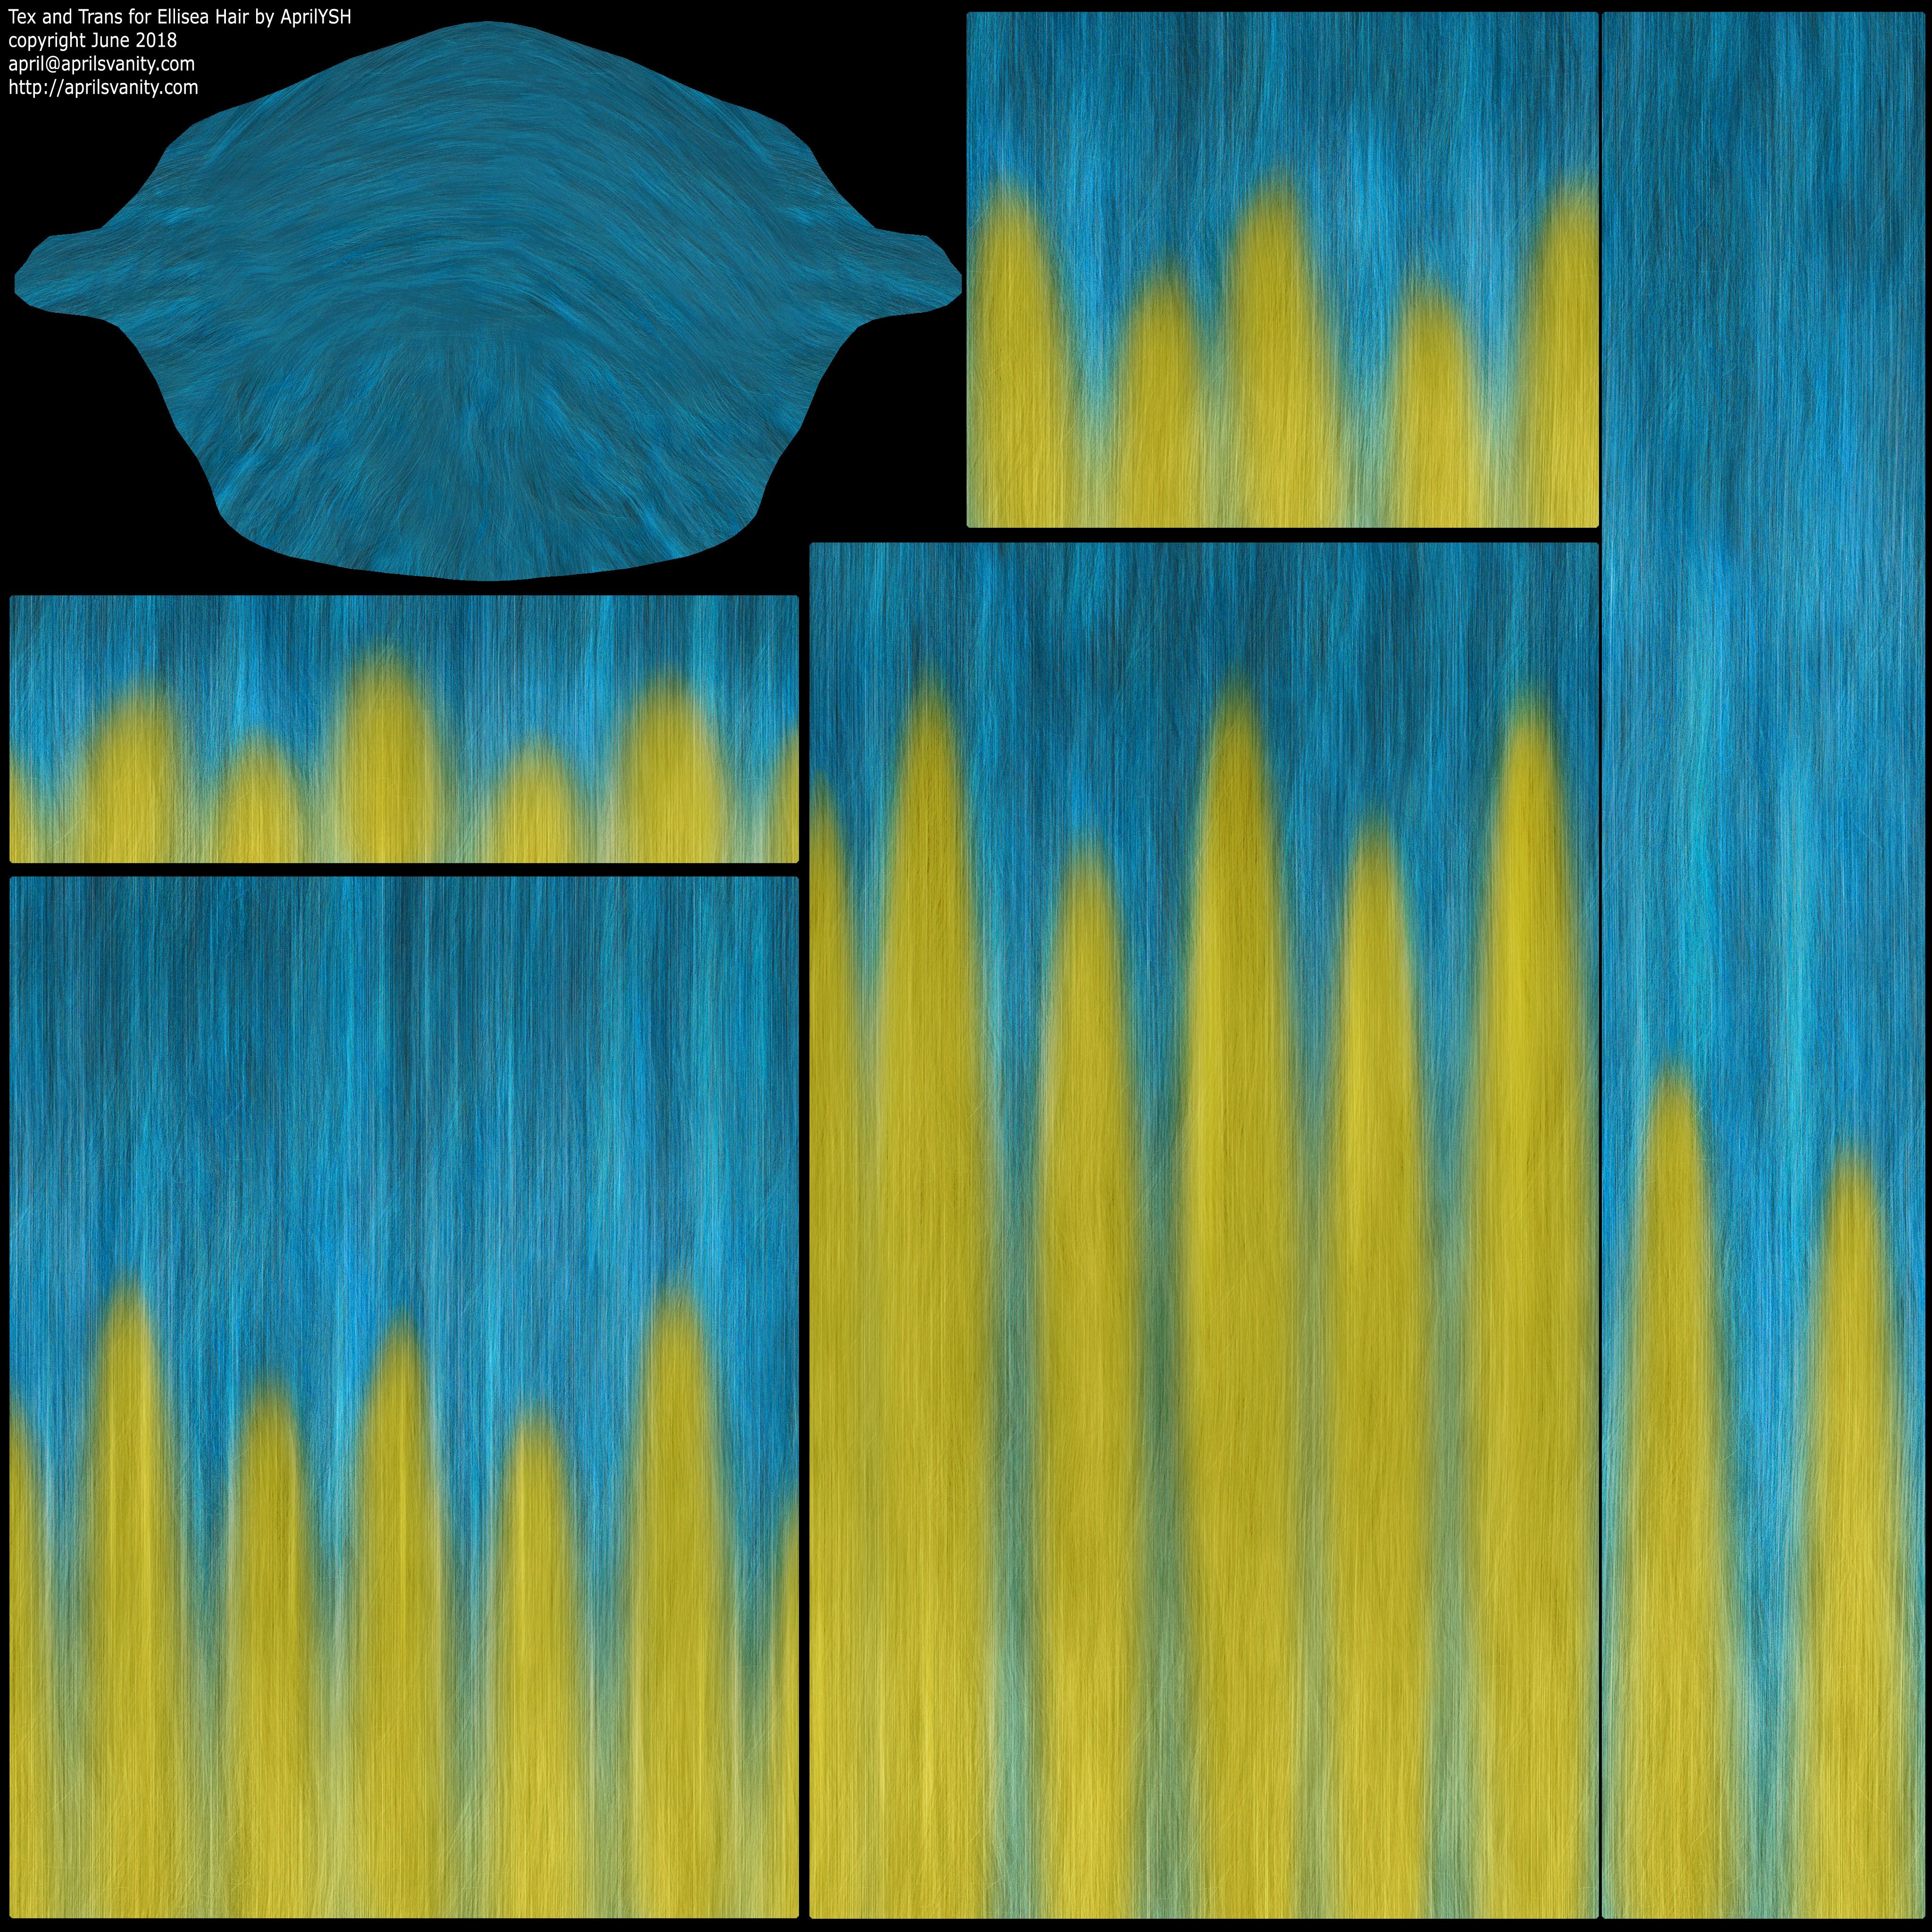 Tex and Trans for Ellisea Hair by AprilYSH
copyright June 2018
april@aprilsvanity.com
http://aprilsvanity.com